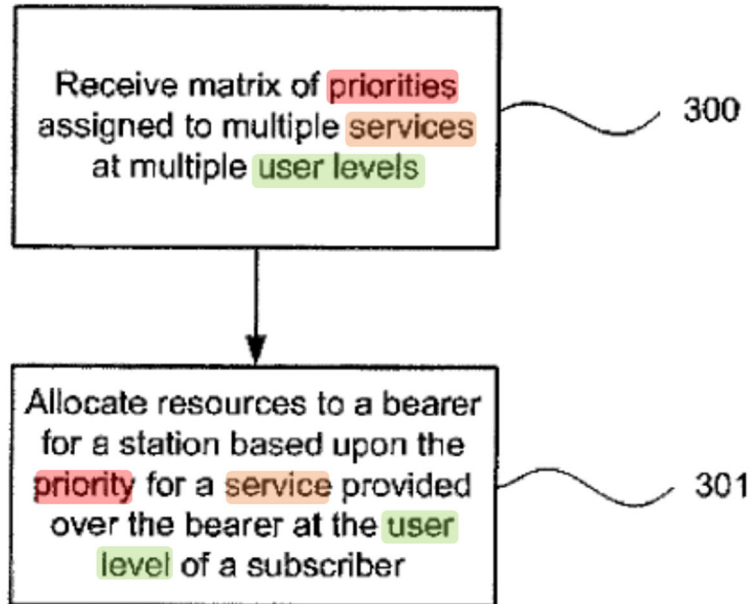 Receive matrix of priorities
assigned to multiple services
at multiple user levels
300
Allocate resources to a bearer
for a station based upon the
priority for a service provided
over the bearer at the user
level of a subscriber
301